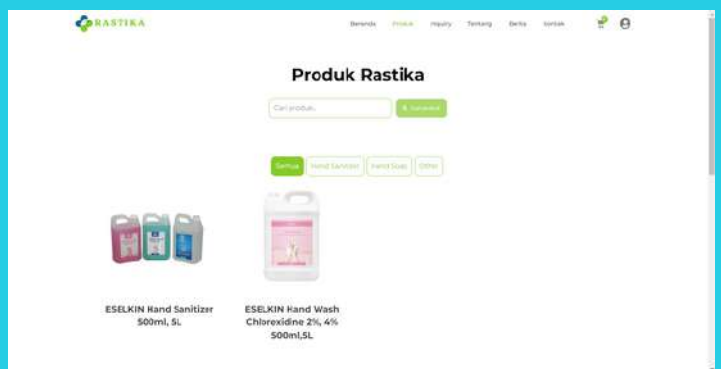 RASTIKA
Beranda Produk Inquiry Tentang Berita Kontak
Produk Rastika
Cari produk..
Semua Hand Sanitizer Hand Soap Other
ESELKIN Hand Sanitizer
500ml, 5L
ESELKIN Hand Wash
Chlorexidine 2%, 4%
500ml,5L